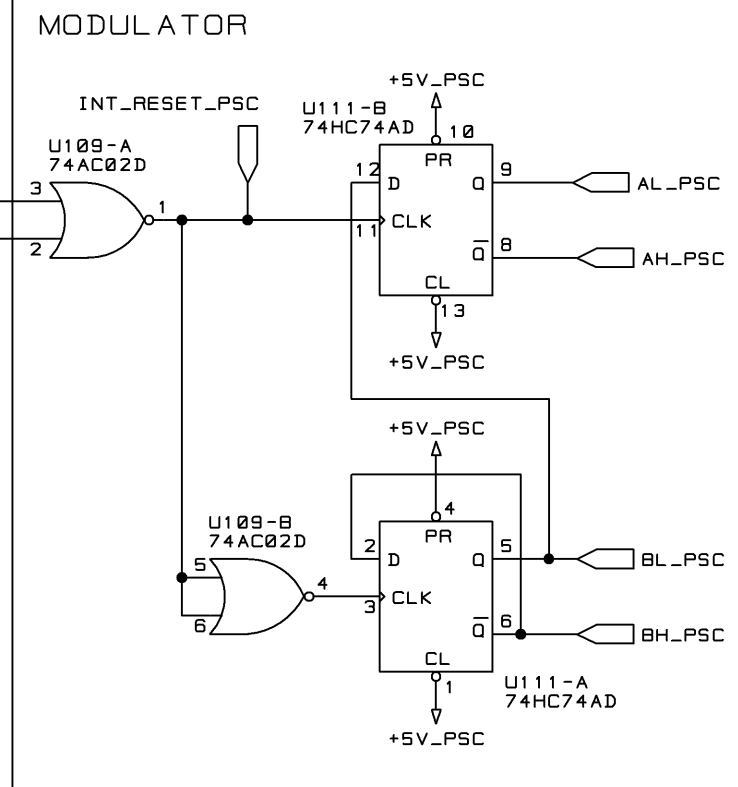 MODULATOR
+5V_PSC
INT_RESET_PSC
U111-B
74HC74AD
10
U109-A
74AC02D
PR
3
12
D
Q
9
AL_PSC
1
2
11
CLK
Q
8
AH_PSC
CL
13
+5V_PSC
+5V_PSC
4
U109-B
74AC02D
PR
5
2
D
Q
5
BL_PSC
4
3
CLK
6
Q
6
BH_PSC
CL
1
U111-A
74HC74AD
+5V_PSC